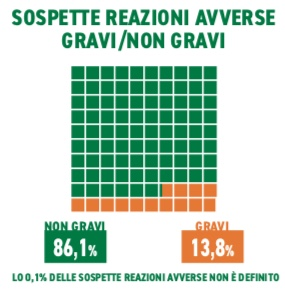 SOSPETTE REAZIONI AVVERSE
GRAVI/NON GRAVI
NON GRAVI
86,1%
GRAVI
13,8%
LO 0,1% DELLE SOSPETTE REAZIONI AVVERSE NON È DEFINITO